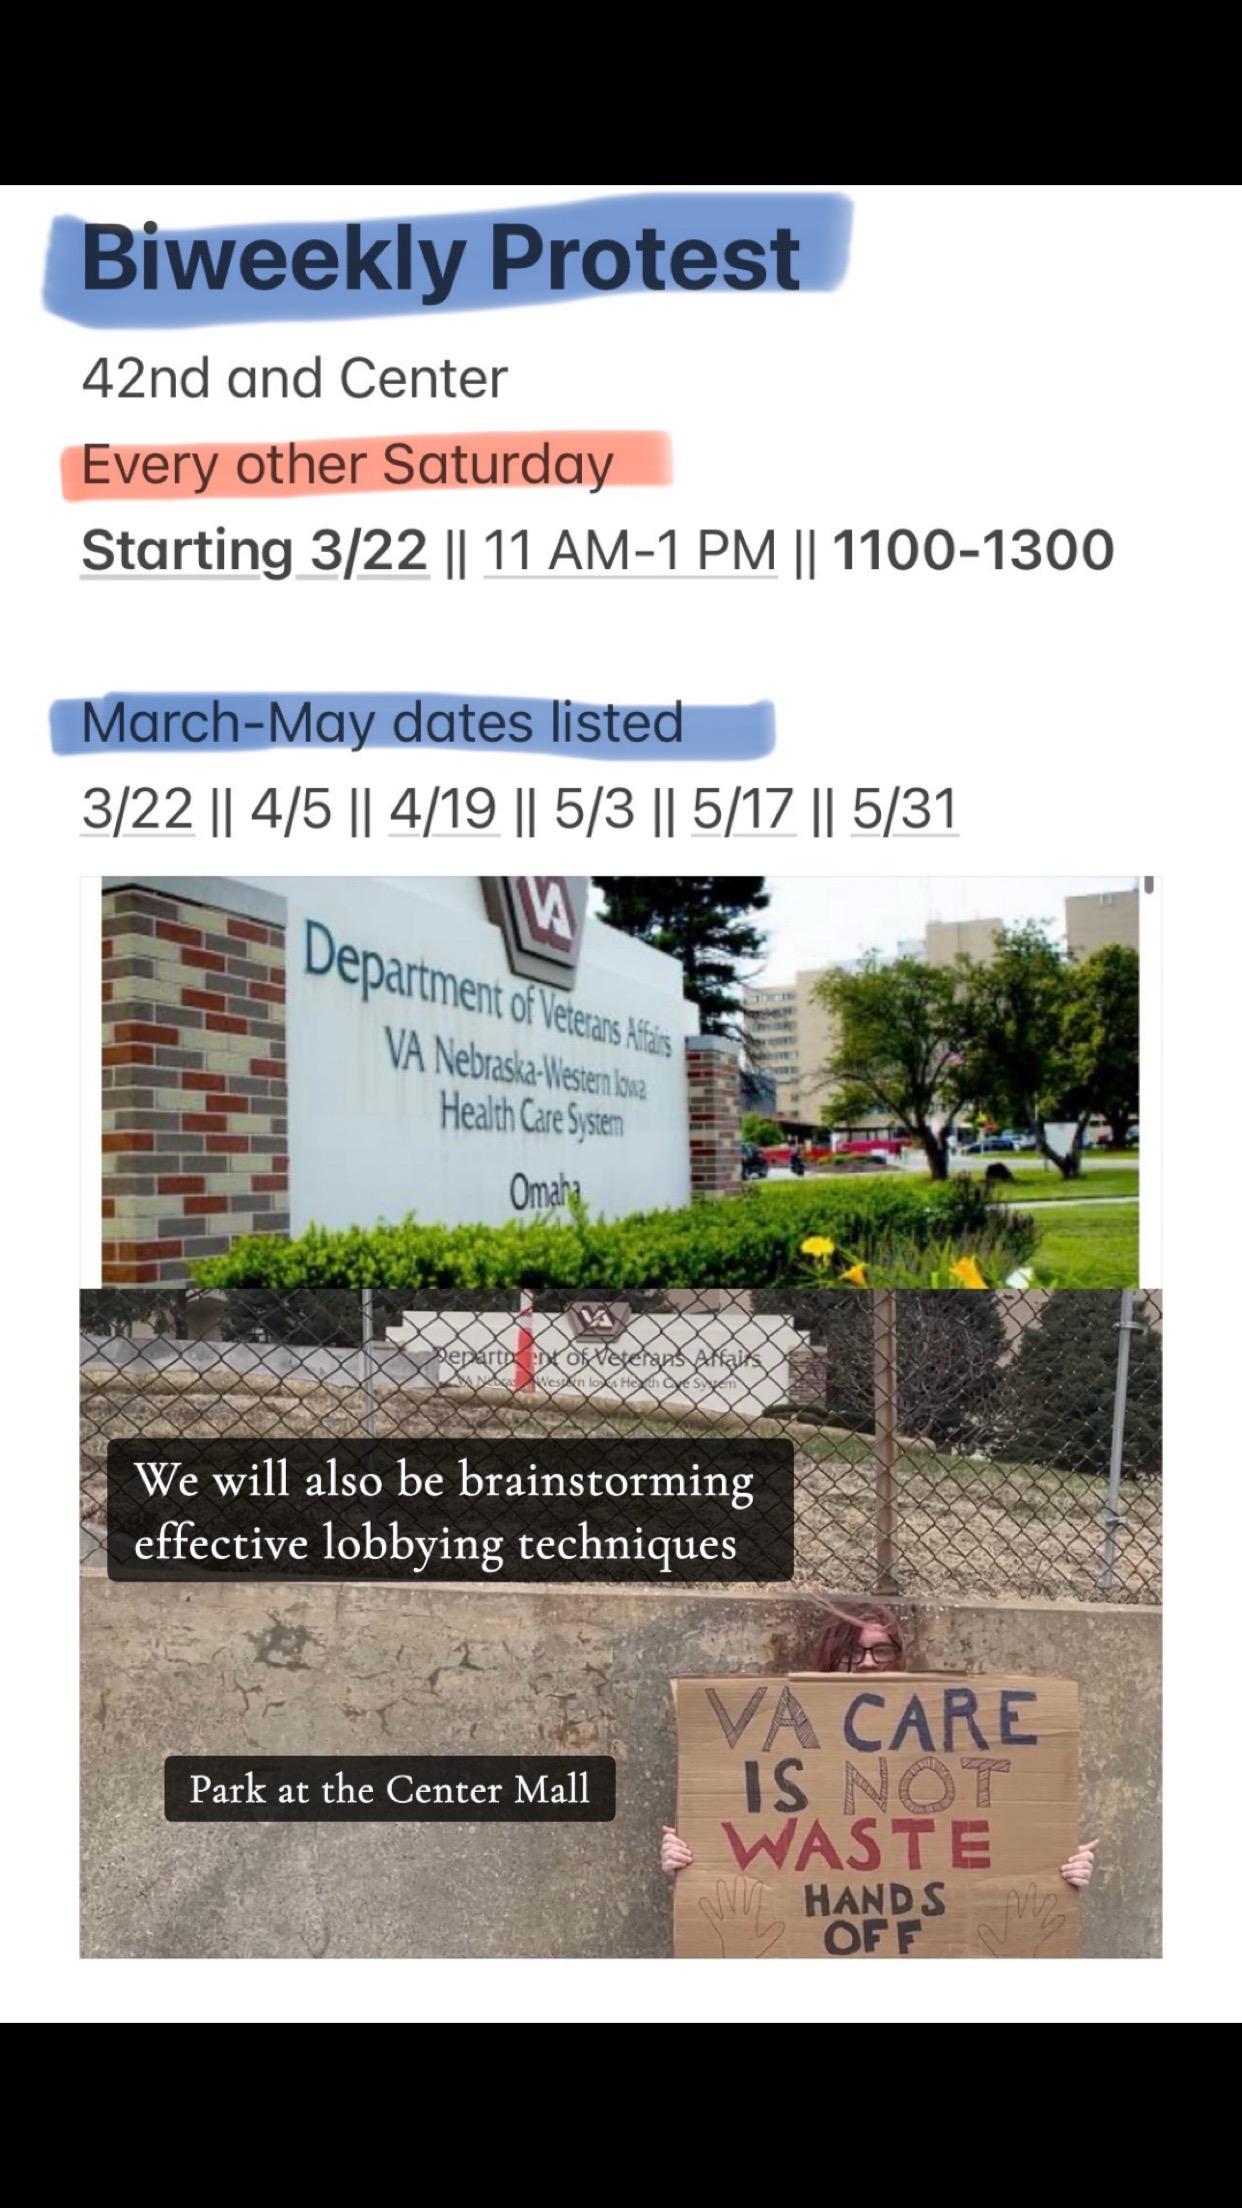 Biweekly Protest
42nd and Center
Every other Saturday
Starting 3/22 || 11 AM-1 PM || 1100-1300
March-May dates listed
3/22 || 4/5 || 4/19 || 5/3 || 5/17 || 5/31
VA
Department of Veterans Affairs
VA Nebraska-Western Iowa
Health Care System
Omaha
VA
Department of Veterans Affairs
Western Iowa Health Care System
We will also be brainstorming
effective lobbying techniques
Park at the Center Mall
VA CARE
IS NOT
WASTE
HANDS
OFF